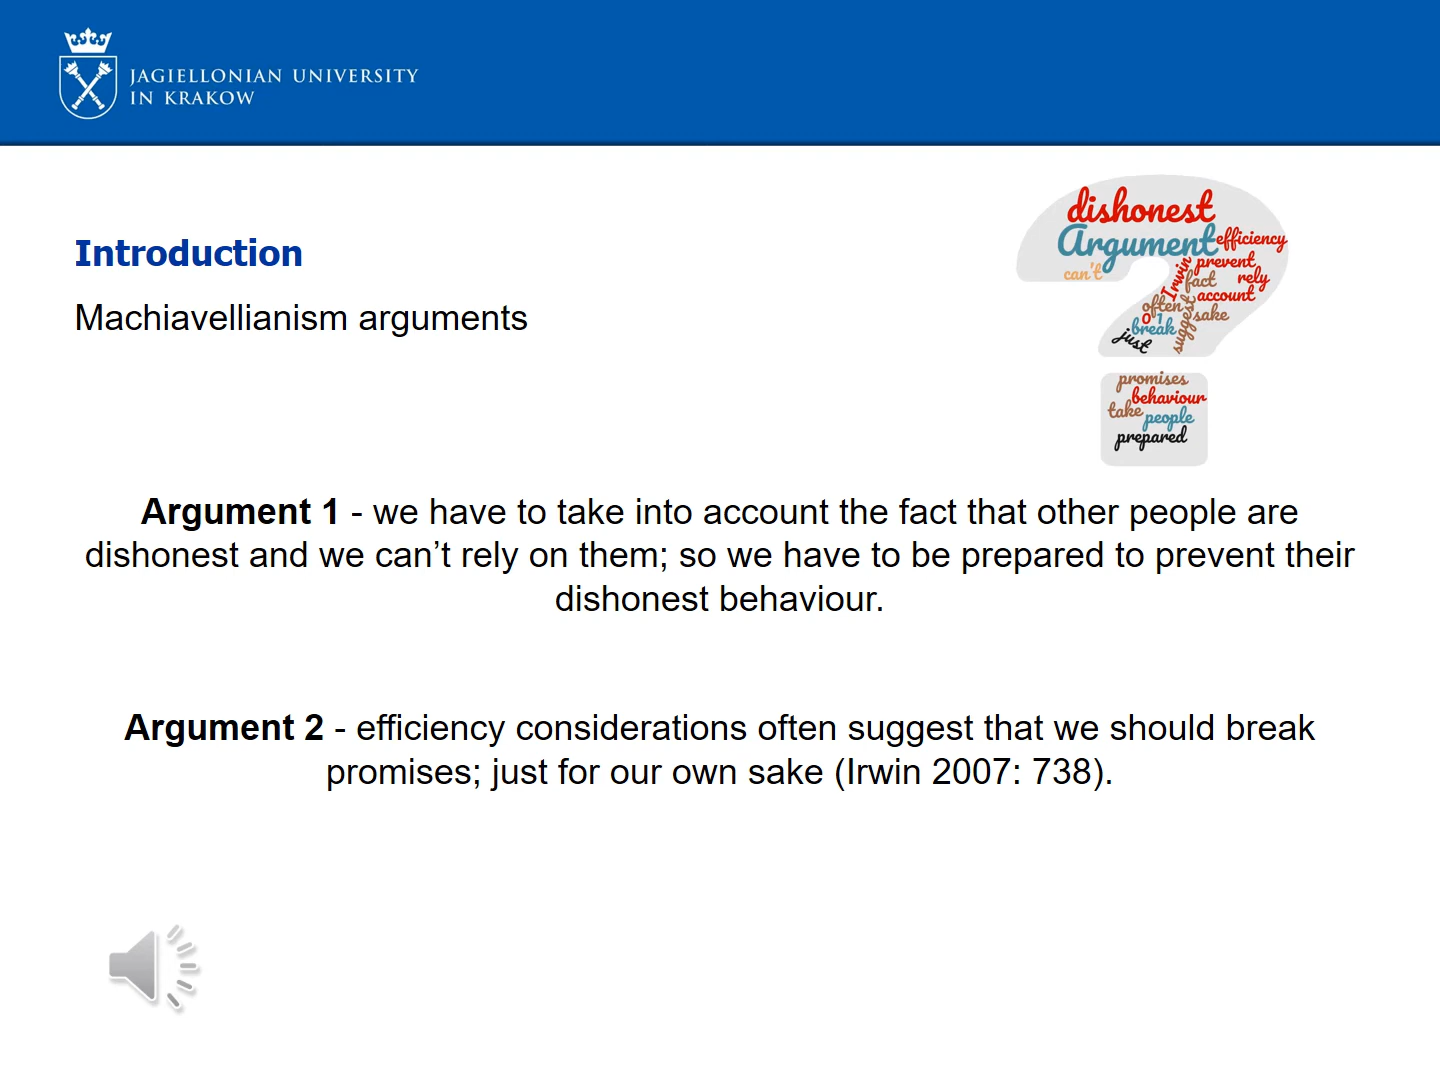 JAGIELLONIAN UNIVERSITY
IN KRAKOW
Introduction
Machiavellianism arguments
dishonest
Argument
efficiency
can't
Irwin
prevent
fact
rely
account
often
suggest
sake
0 1
break
just
promises
behaviour
take
people
prepared
Argument 1 - we have to take into account the fact that other people are
dishonest and we can’t rely on them; so we have to be prepared to prevent their
dishonest behaviour.
Argument 2 - efficiency considerations often suggest that we should break
promises; just for our own sake (Irwin 2007: 738).